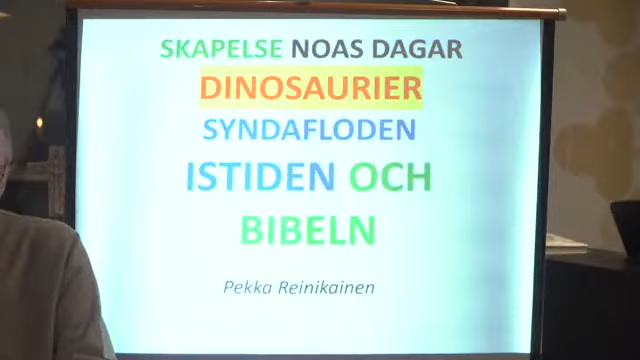 SKAPELSE NOAS DAGAR
DINOSAURIER
SYNDAFLODEN
ISTIDEN OCH
BIBELN
Pekka Reinikainen